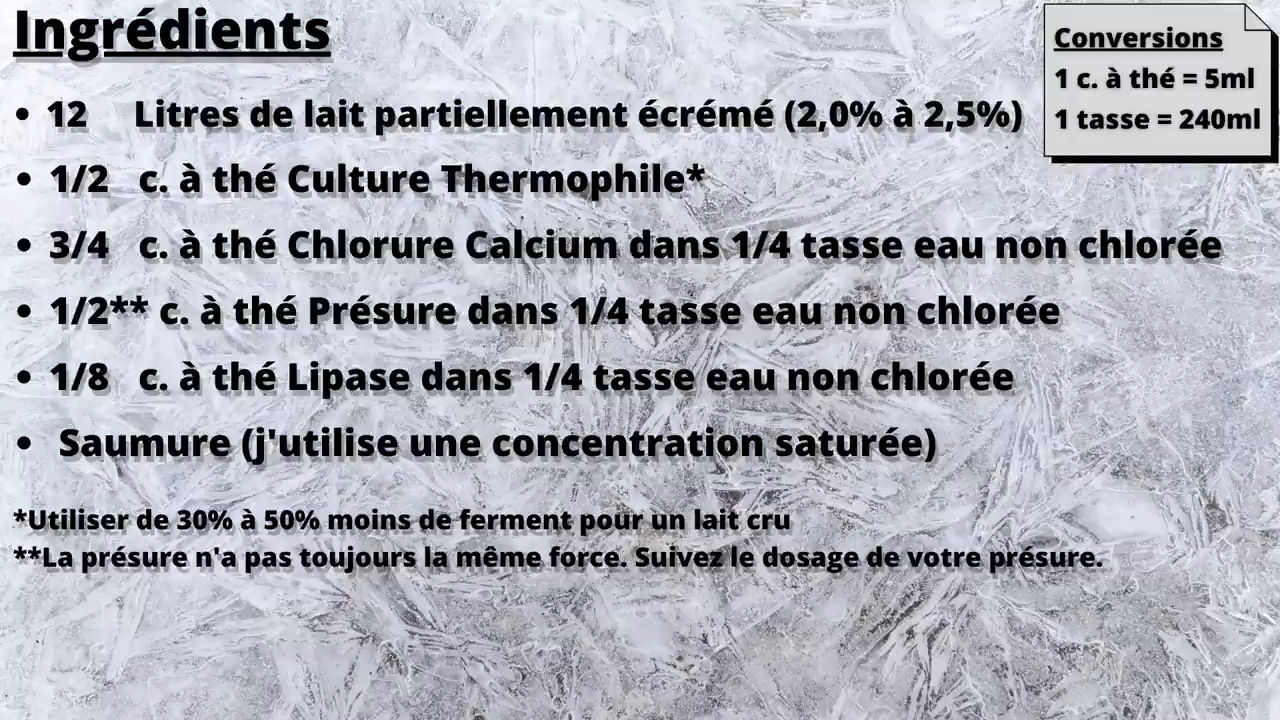 Ingrédients
• 12 Litres de lait partiellement écrémé (2,0% à 2,5%)
• 1/2 c. à thé Culture Thermophile*
• 3/4 c. à thé Chlorure Calcium dans 1/4 tasse eau non chlorée
• 1/2** c. à thé Présure dans 1/4 tasse eau non chlorée
• 1/8 c. à thé Lipase dans 1/4 tasse eau non chlorée
• Saumure (j'utilise une concentration saturée)
*Utiliser de 30% à 50% moins de ferment pour un lait cru
**La présure n'a pas toujours la même force. Suivez le dosage de votre présure.
Conversions
1 c. à thé = 5ml
1 tasse = 240ml